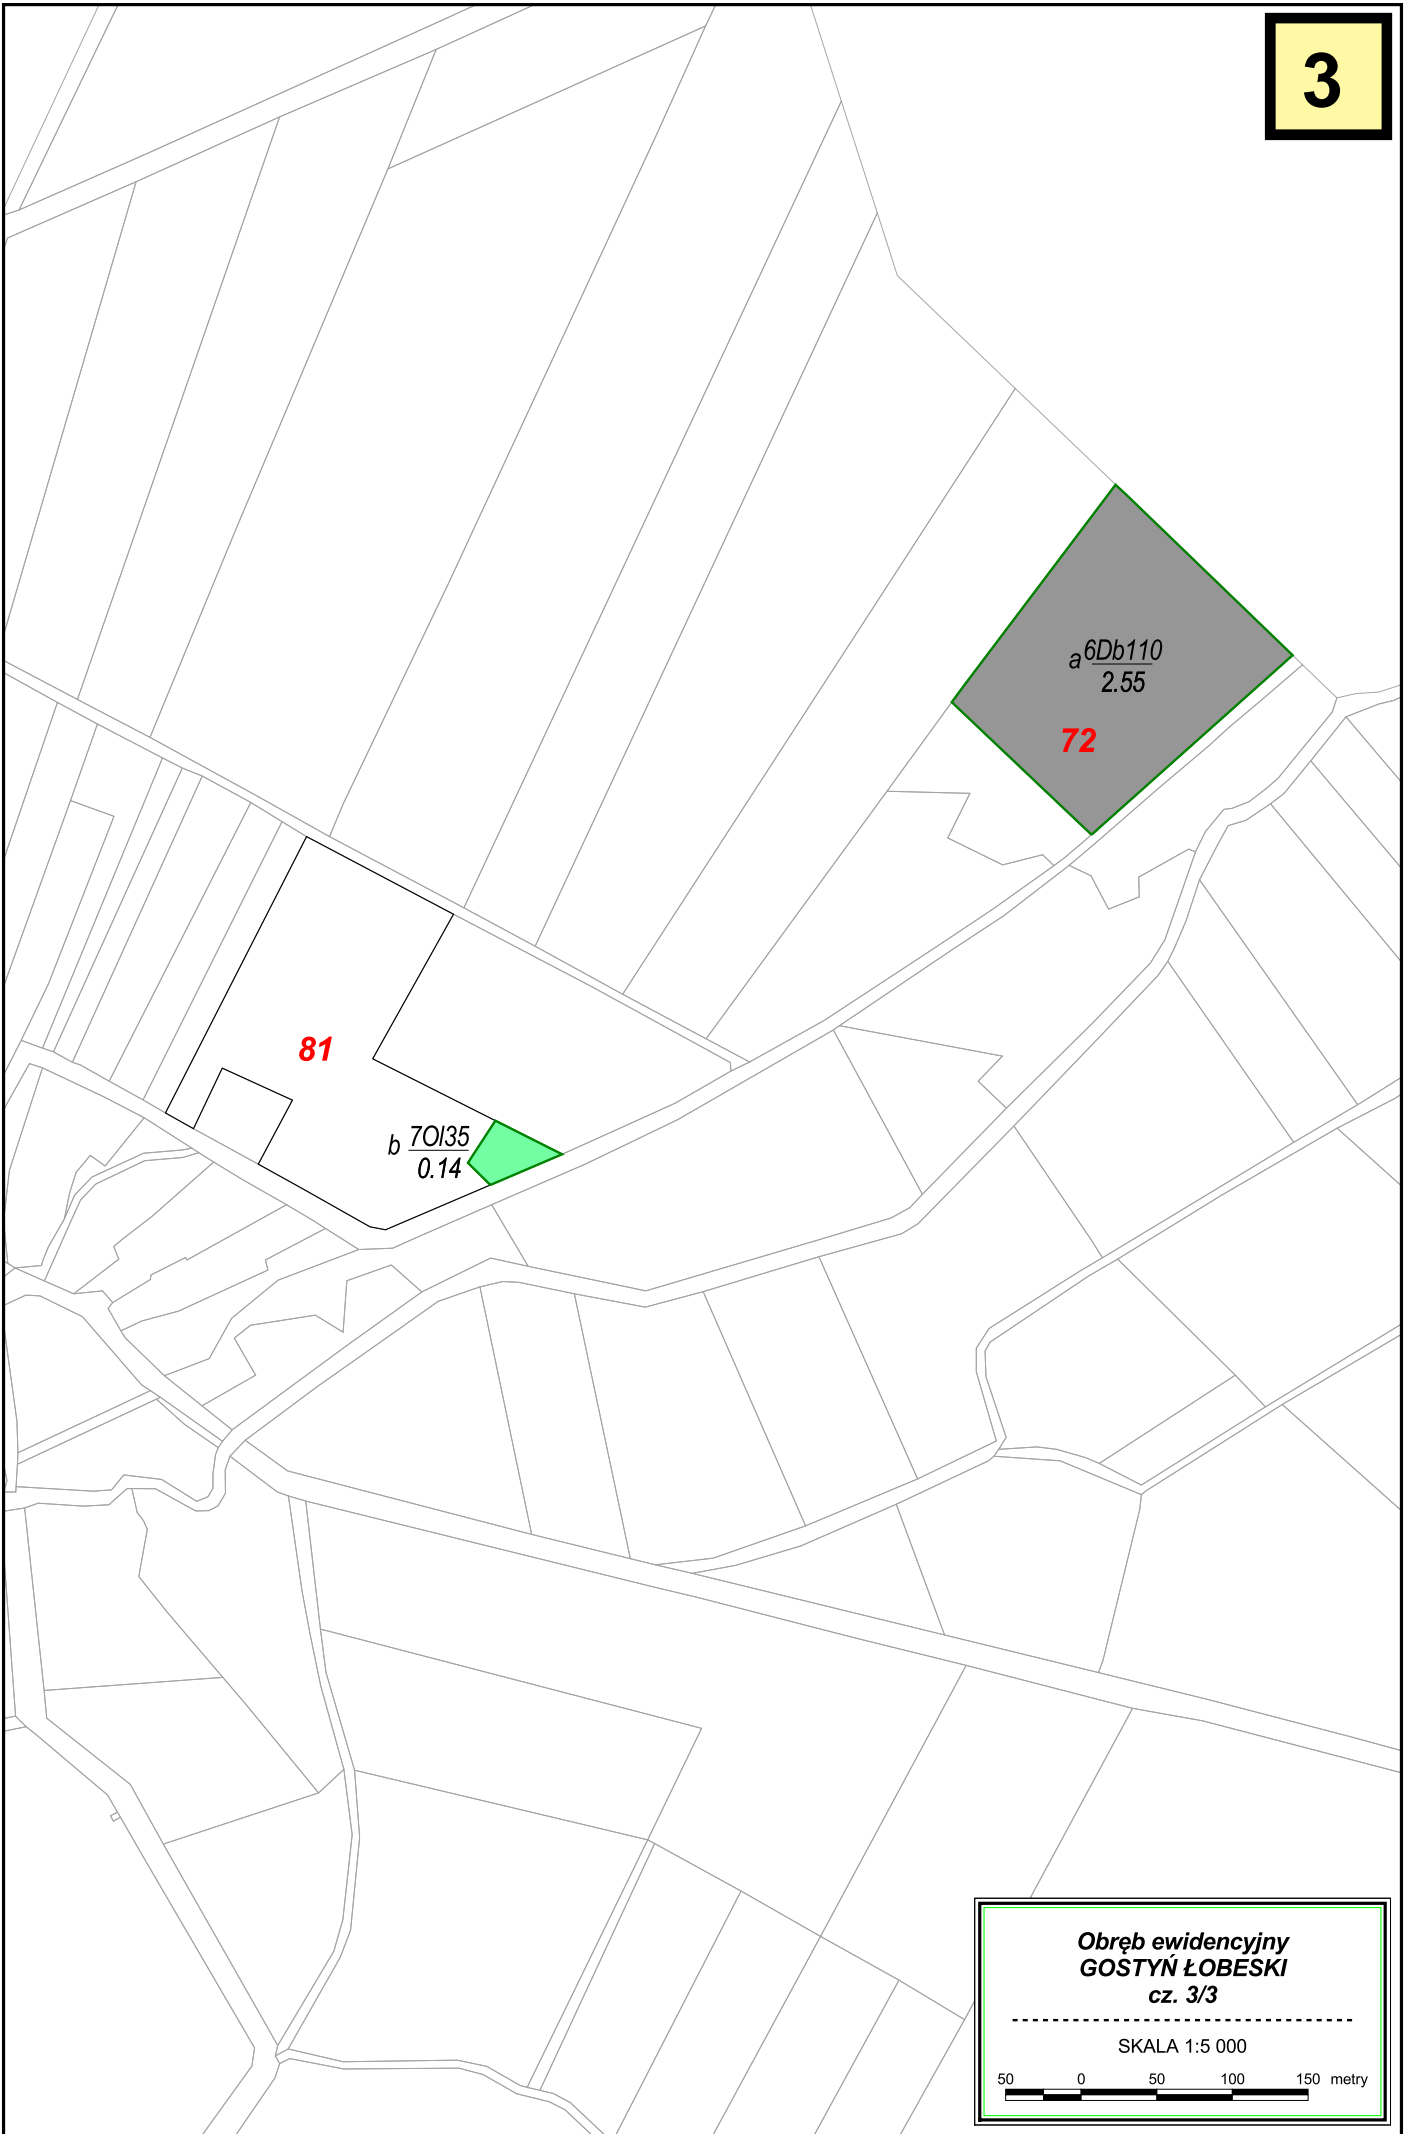 3
a 6Db110
2.55
72
81
b 7Ol35
0.14
Obręb ewidencyjny
GOSTYŃ ŁOBESKI
cz. 3/3
SKALA 1:5 000
50 0 50 100 150 metry